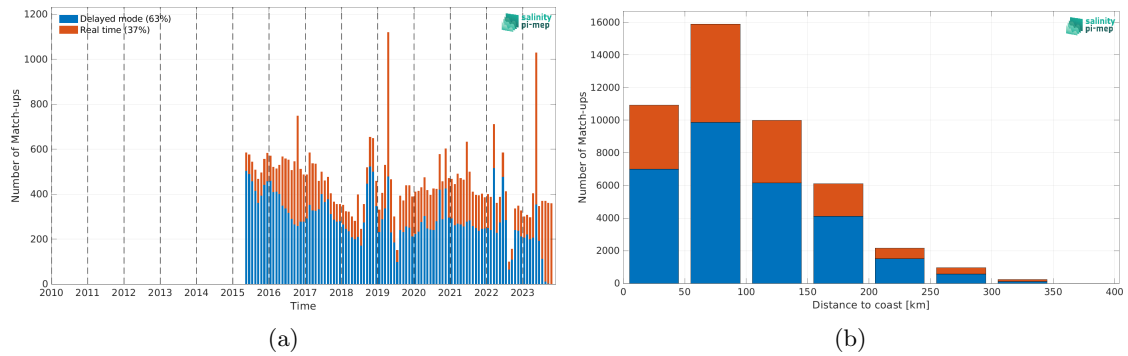 1200
1000
800
600
400
200
0
Number of Match-ups
Delayed mode (63%)
Real time (37%)
salinity
pi-mep
2010 2011 2012 2013 2014 2015 2016 2017 2018 2019 2020 2021 2022 2023
Time
(a)
16000
14000
12000
10000
8000
6000
4000
2000
0
Number of Match-ups
salinity
pi-mep
0 50 100 150 200 250 300 350 400
Distance to coast [km]
(b)